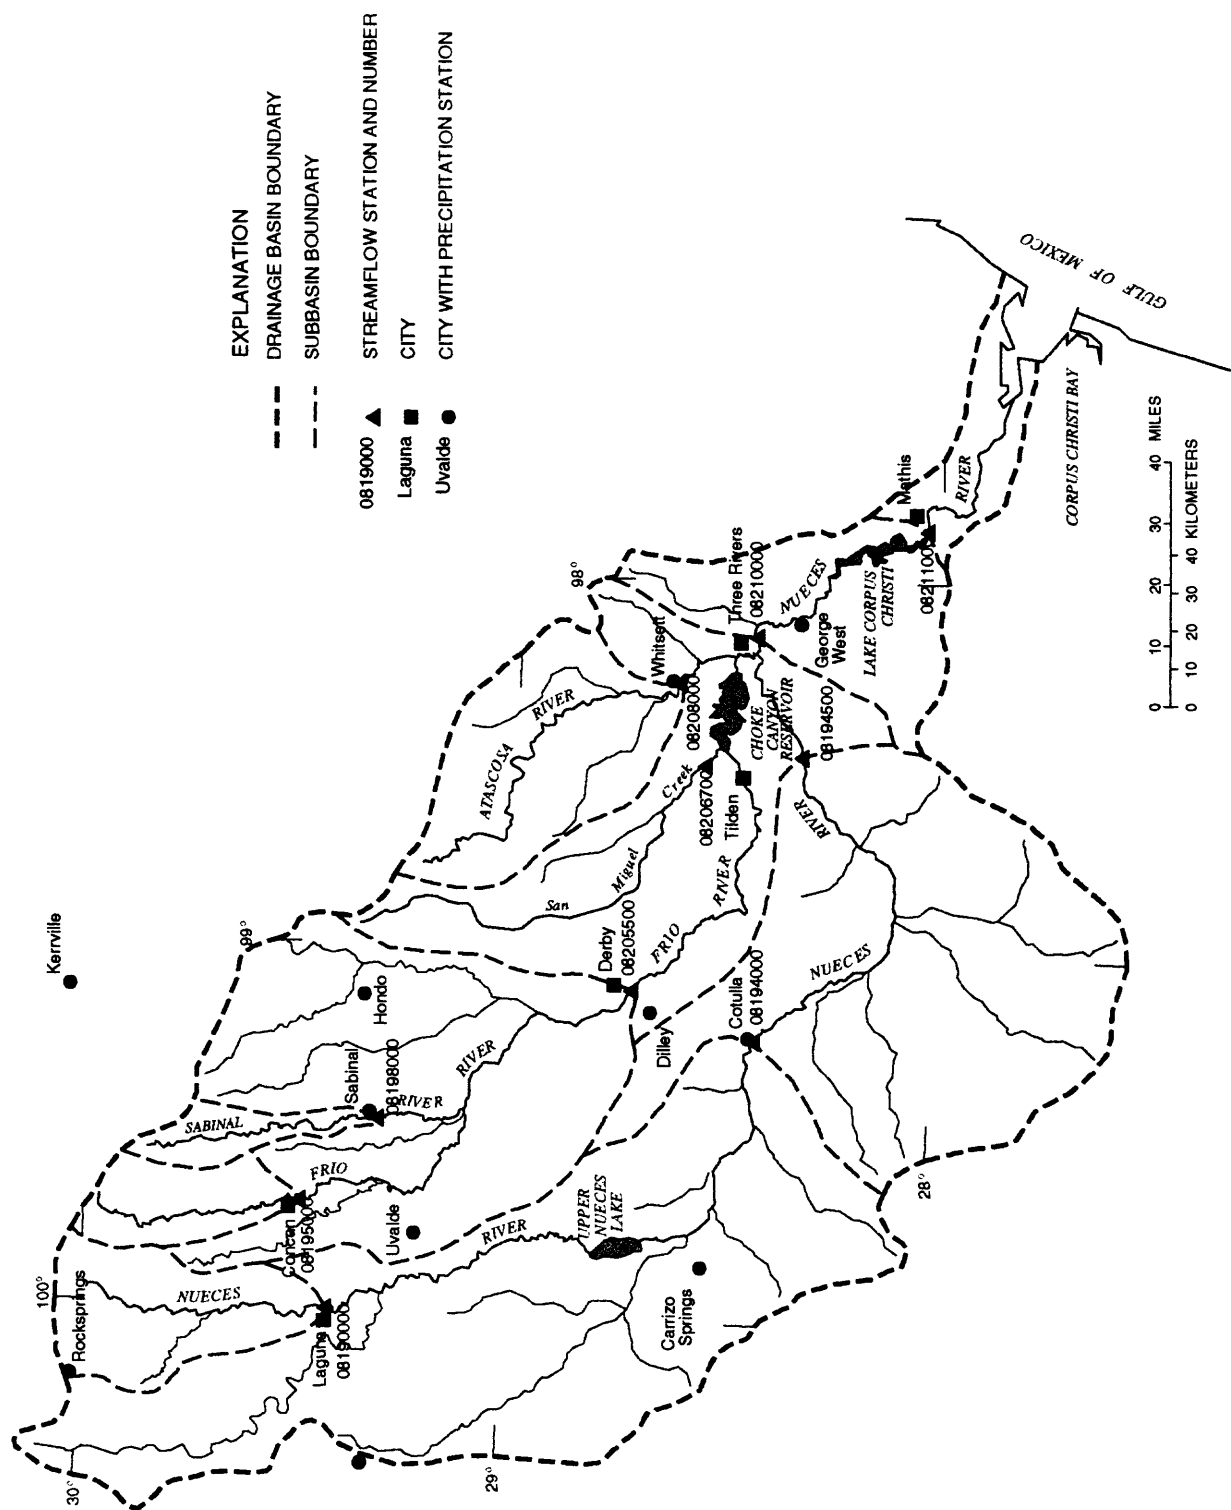 EXPLANATION
DRAINAGE BASIN BOUNDARY
SUBBASIN BOUNDARY
0819000
STREAMFLOW STATION AND NUMBER
Laguna
CITY
Uvalde
CITY WITH PRECIPITATION STATION
Kerrville
30°
100°
Rocksprings
99°
98°
29°
28°
NUECES
Laguna
08190000
Concan
08195000
FRIO
SABINAL
RIVER
Sabinal
08198000
Hondo
Uvalde
RIVER
RIVER
UPPER
NUECES
LAKE
Carrizo
Springs
Derby
08205500
Dilley
Cotulla
08194000
FRIO
RIVER
San
Miguel
Creek
ATASCOSA
RIVER
Whitsett
08208000
08206700
Tilden
CHOKE
CANYON
RESERVOIR
08194500
NUECES
RIVER
Three Rivers
08210000
George
West
NUECES
LAKE CORPUS
CHRISTI
Mathis
0821100
RIVER
CORPUS CHRISTI BAY
GULF OF MEXICO
0 10 20 30 40 MILES
0 10 20 30 40 KILOMETERS